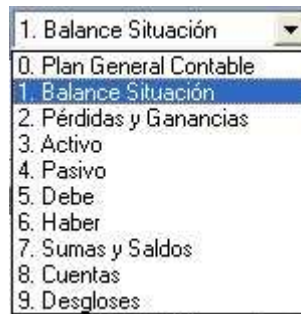 1. Balance Situación
0. Plan General Contable
1. Balance Situación
2. Pérdidas y Ganancias
3. Activo
4. Pasivo
5. Debe
6. Haber
7. Sumas y Saldos
8. Cuentas
9. Desgloses